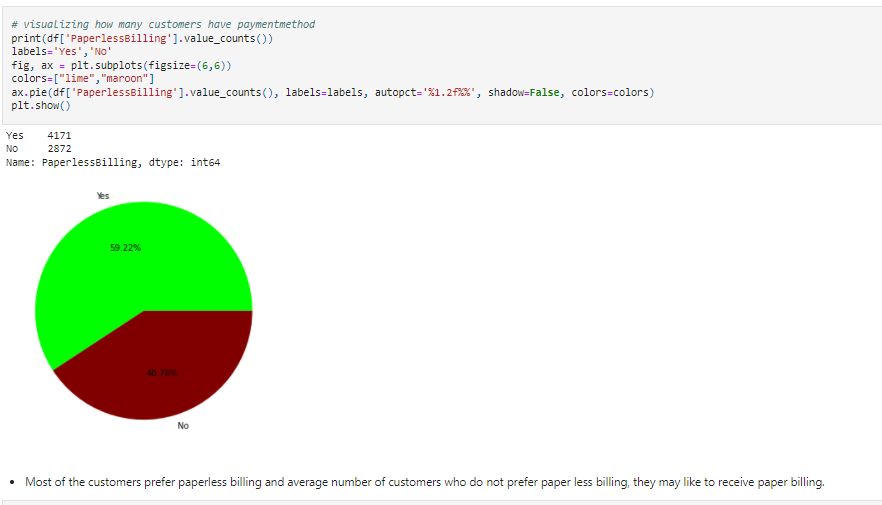 # visualizing how many customers have paymentmethod
print(df['PaperlessBilling'].value_counts())
labels='Yes','No'
fig, ax = plt.subplots(figsize=(6,6))
colors=["lime","maroon"]
ax.pie(df['PaperlessBilling'].value_counts(), labels=labels, autopct='%1.2f%%', shadow=False, colors=colors)
plt.show()
Yes    4171
No     2872
Name: PaperlessBilling, dtype: int64
Yes
59.22%
40.78%
No
• Most of the customers prefer paperless billing and average number of customers who do not prefer paper less billing, they may like to receive paper billing.